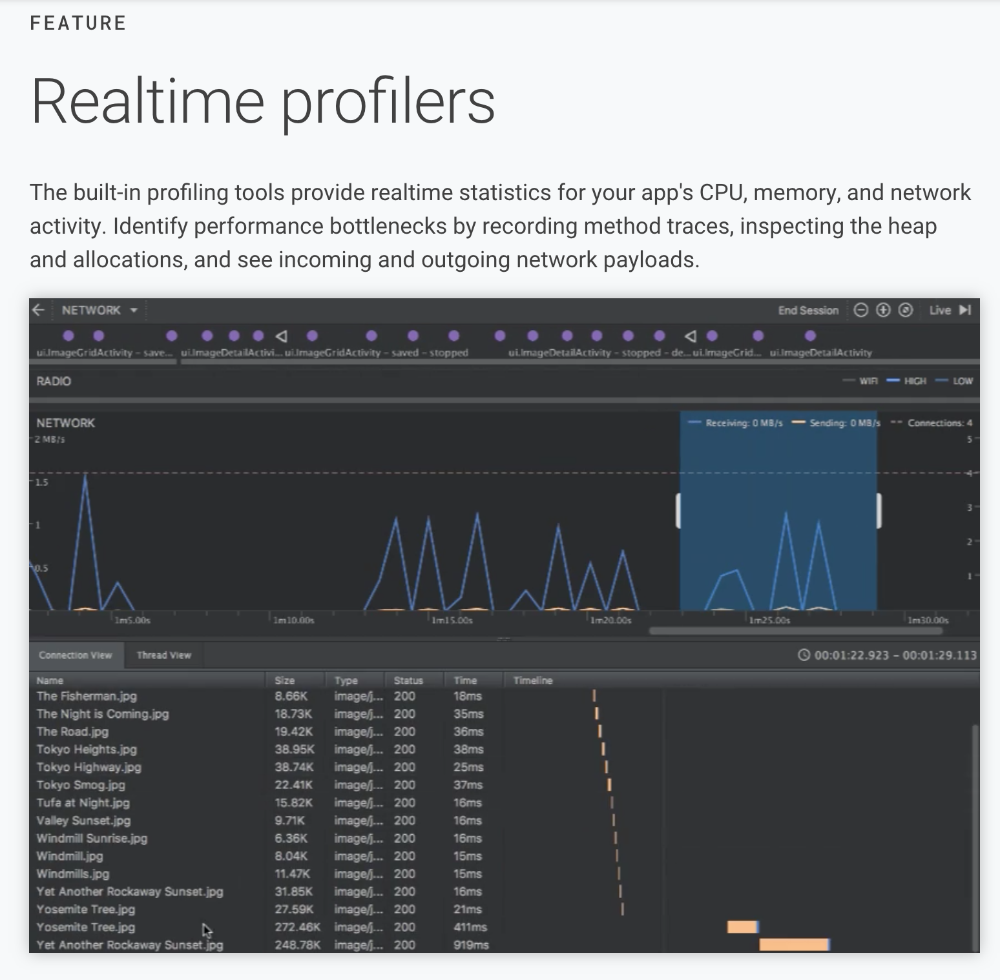 FEATURE
Realtime profilers
The built-in profiling tools provide realtime statistics for your app's CPU, memory, and network
activity. Identify performance bottlenecks by recording method traces, inspecting the heap
and allocations, and see incoming and outgoing network payloads.
NETWORK End Session Live
ui.ImageGridActivity – save... ui.ImageDetailActivi... ui.ImageGridActivity – saved – stopped ui.ImageDetailActivity – stopped – de... ui.ImageGrid... ui.ImageDetailActivity
RADIO WIFI HIGH LOW
NETWORK Receiving: 0 MB/s Sending: 0 MB/s Connections: 4
2 MB/s 5
4
1.5
3
1
2
0.5
1
1m5.00s 1m10.00s 1m15.00s 1m20.00s 1m25.00s 1m30.00s
Connection View Thread View 00:01:22.923 – 00:01:29.113
Name Size Type Status Time Timeline
The Fisherman.jpg 8.66K image/j... 200 18ms
The Night is Coming.jpg 18.73K image/j... 200 35ms
The Road.jpg 19.42K image/j... 200 36ms
Tokyo Heights.jpg 38.95K image/j... 200 38ms
Tokyo Highway.jpg 38.74K image/j... 200 25ms
Tokyo Smog.jpg 22.41K image/j... 200 37ms
Tufa at Night.jpg 15.82K image/j... 200 16ms
Valley Sunset.jpg 9.71K image/j... 200 16ms
Windmill Sunrise.jpg 6.36K image/j... 200 16ms
Windmill.jpg 8.04K image/j... 200 15ms
Windmills.jpg 11.47K image/j... 200 15ms
Yet Another Rockaway Sunset.jpg 31.85K image/j... 200 16ms
Yosemite Tree.jpg 27.59K image/j... 200 21ms
Yosemite Tree.jpg 272.46K image/j... 200 411ms
Yet Another Rockaway Sunset.jpg 248.78K image/j... 200 919ms